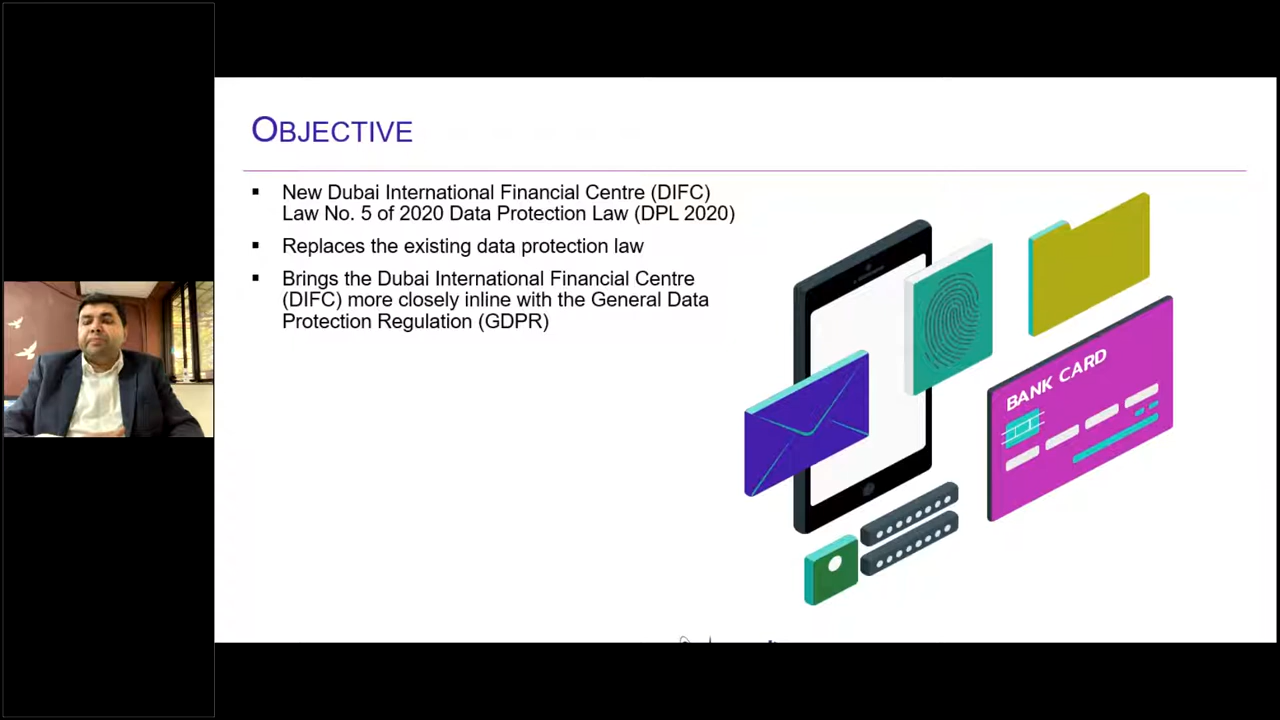 OBJECTIVE
New Dubai International Financial Centre (DIFC)
Law No. 5 of 2020 Data Protection Law (DPL 2020)
Replaces the existing data protection law
Brings the Dubai International Financial Centre
(DIFC) more closely inline with the General Data
Protection Regulation (GDPR)
BANK CARD